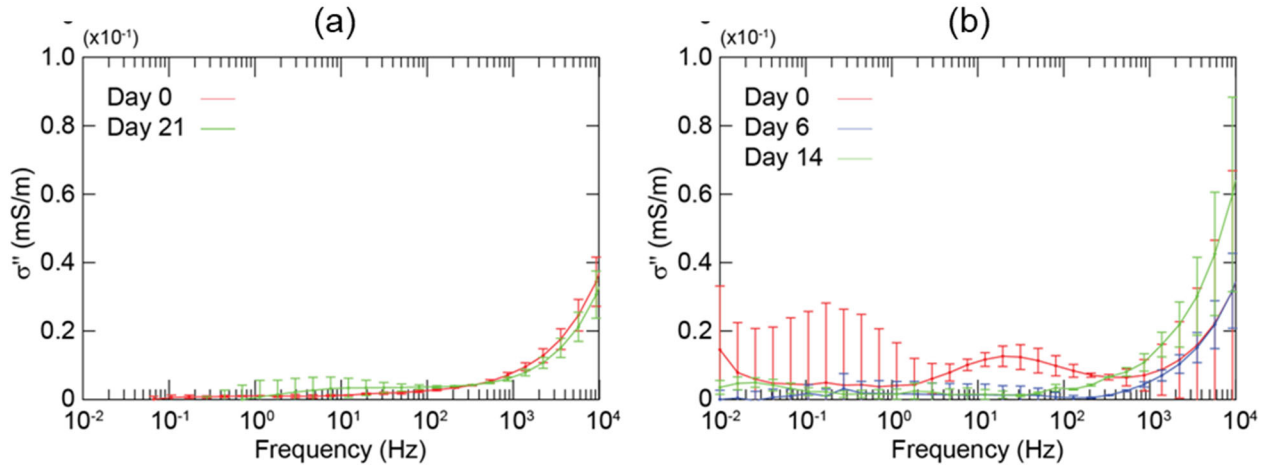 (a)
(x10⁻¹)
1.0
0.8
0.6
0.4
0.2
0
Day 0
Day 21
σ" (mS/m)
10⁻² 10⁻¹ 10⁰ 10¹ 10² 10³ 10⁴
Frequency (Hz)
(b)
(x10⁻¹)
1.0
0.8
0.6
0.4
0.2
0
Day 0
Day 6
Day 14
σ" (mS/m)
10⁻² 10⁻¹ 10⁰ 10¹ 10² 10³ 10⁴
Frequency (Hz)